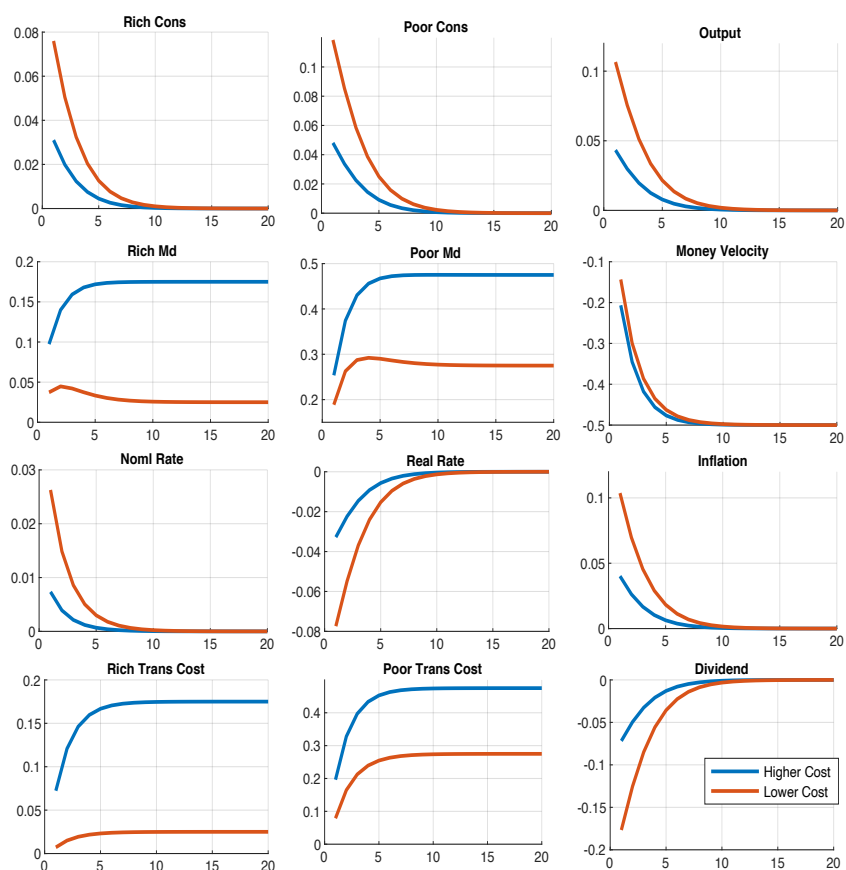 Rich Cons
0.08
0.06
0.04
0.02
0
0 5 10 15 20
Poor Cons
0.1
0.08
0.06
0.04
0.02
0
0 5 10 15 20
Output
0.1
0.05
0
0 5 10 15 20
Rich Md
0.2
0.15
0.1
0.05
0
0 5 10 15 20
Poor Md
0.5
0.4
0.3
0.2
0 5 10 15 20
Money Velocity
-0.1
-0.2
-0.3
-0.4
-0.5
0 5 10 15 20
Noml Rate
0.03
0.02
0.01
0
0 5 10 15 20
Real Rate
0
-0.02
-0.04
-0.06
-0.08
0 5 10 15 20
Inflation
0.1
0.05
0
0 5 10 15 20
Rich Trans Cost
0.2
0.15
0.1
0.05
0
0 5 10 15 20
Poor Trans Cost
0.4
0.3
0.2
0.1
0
0 5 10 15 20
Dividend
0
-0.05
-0.1
-0.15
-0.2
0 5 10 15 20
Higher Cost
Lower Cost